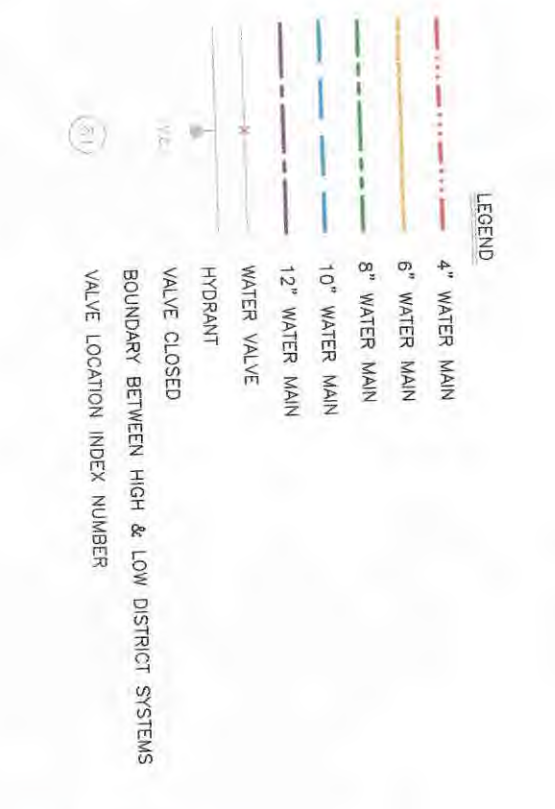 LEGEND
4" WATER MAIN
6" WATER MAIN
8" WATER MAIN
10" WATER MAIN
12" WATER MAIN
WATER VALVE
HYDRANT
VALVE CLOSED
BOUNDARY BETWEEN HIGH & LOW DISTRICT SYSTEMS
VALVE LOCATION INDEX NUMBER